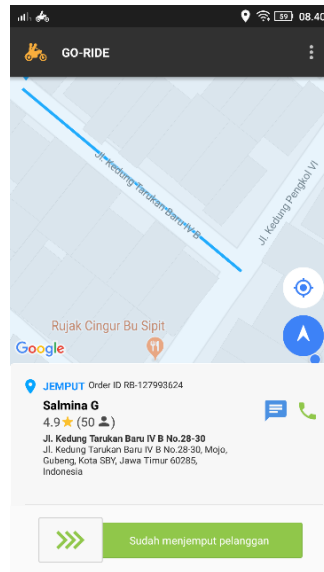 59 08.40
GO-RIDE
Jl. Kedung Tarukan Baru IV B
Jl. Kedung Pengkol VI
Rujak Cingur Bu Sipit
Google
JEMPUT Order ID RB-127993624
Salmina G
4.9 (50 )
Jl. Kedung Tarukan Baru IV B No.28-30
Jl. Kedung Tarukan Baru IV B No.28-30, Mojo,
Gubeng, Kota SBY, Jawa Timur 60285,
Indonesia
Sudah menjemput pelanggan